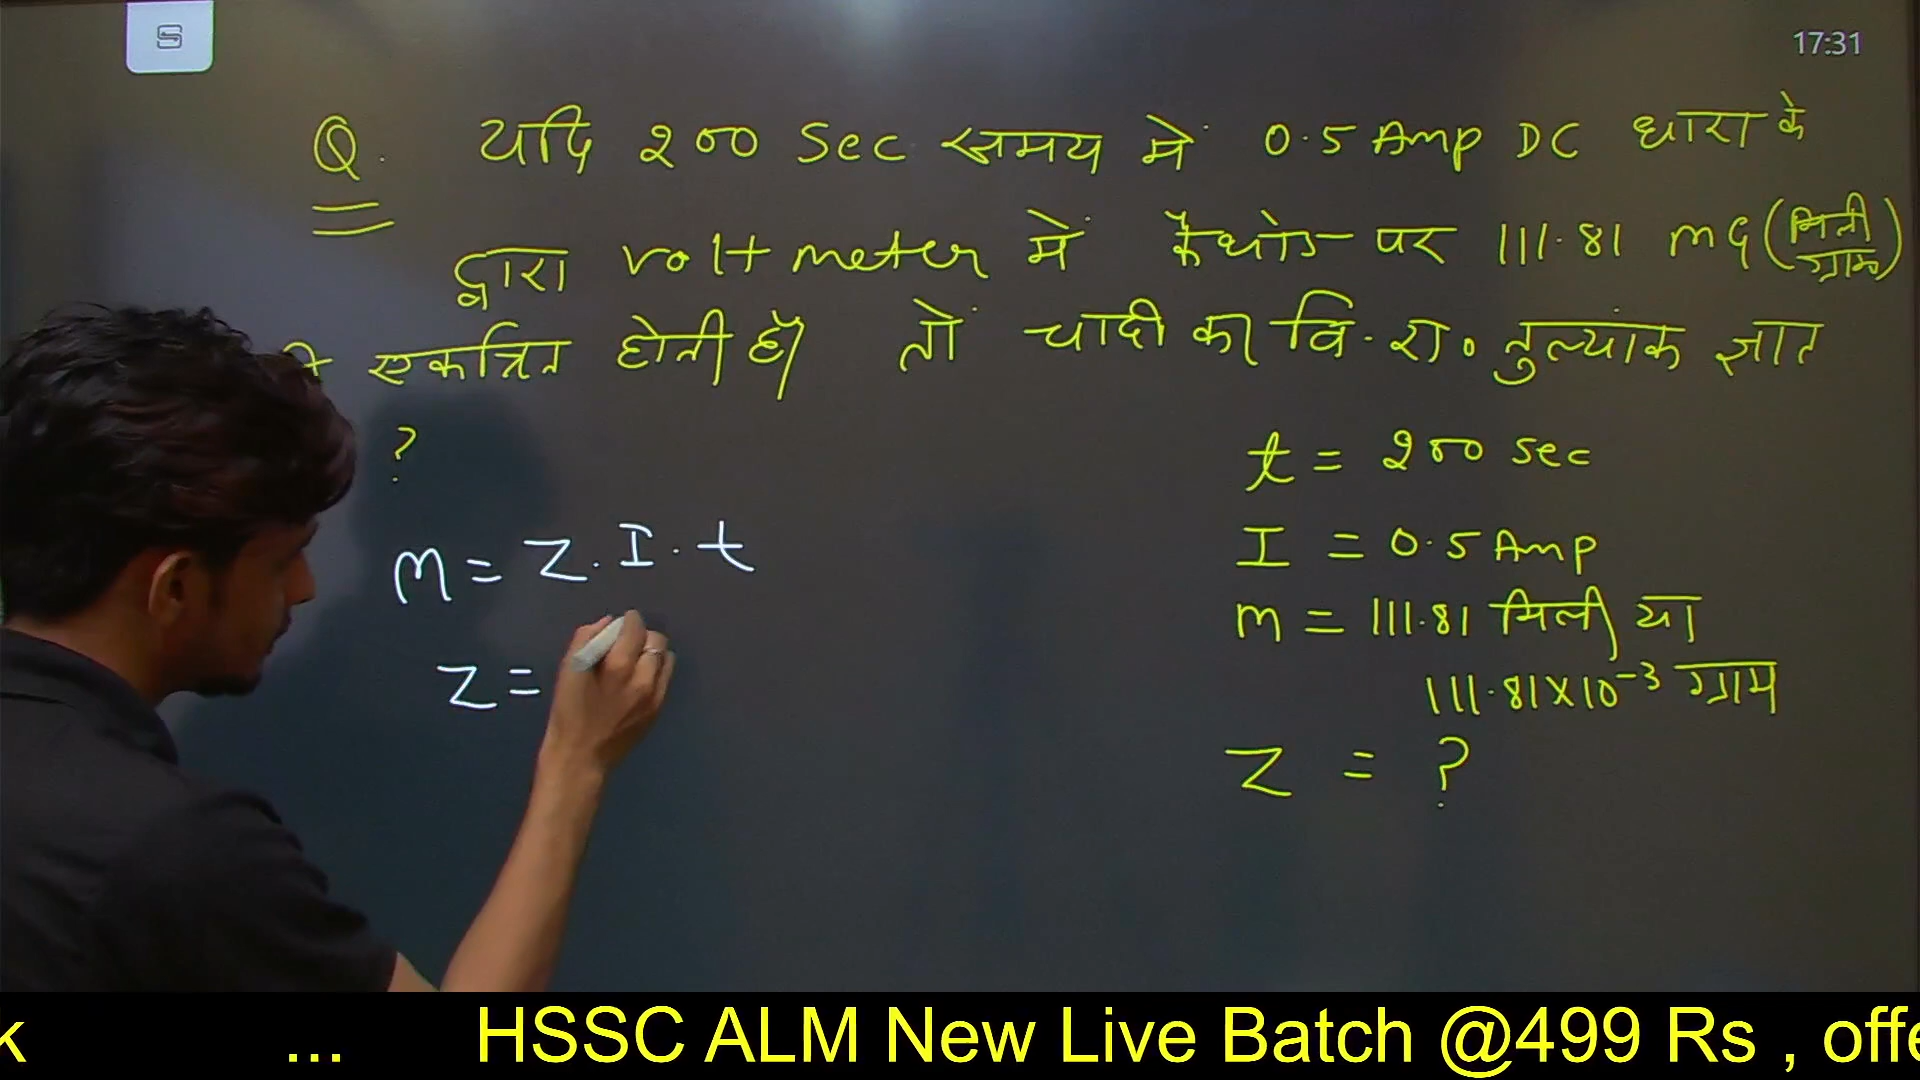 17:31
Q. यदि 200 Sec समय मे 0.5 Amp DC धारा के
द्वारा voltmeter में कैथोड पर 111.81 mg (मिली ग्राम)
एकत्रित होती है तो चादी का वि. रा. तुल्यांक ज्ञात
?
t = 200 sec
m = Z. I. t
I = 0.5 Amp
m = 111.81 मिली या
Z =
111.81 X 10⁻³ ग्राम
Z = ?
k ... HSSC ALM New Live Batch @499 Rs , offe